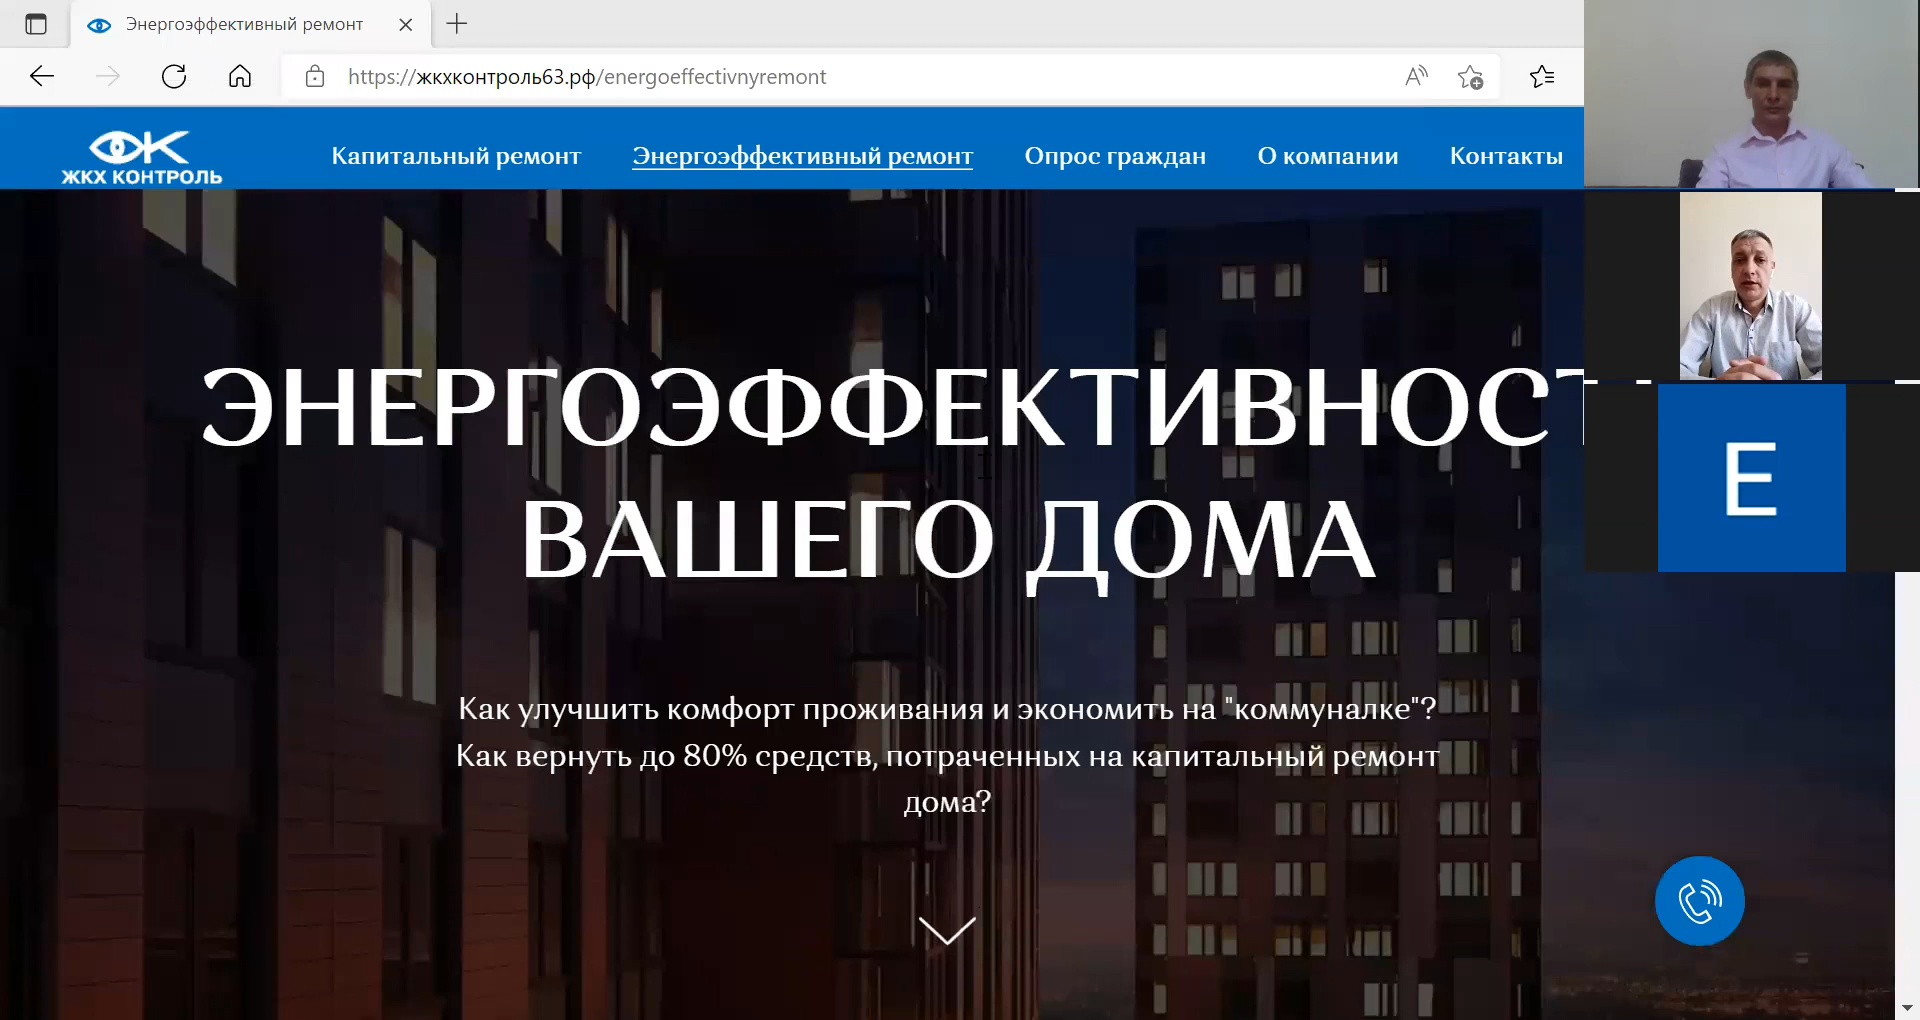 Энергоэффективный ремонт
https://жкхконтроль63.рф/energoeffectivnyremont
ЖКХ КОНТРОЛЬ
Капитальный ремонт
Энергоэффективный ремонт
Опрос граждан
О компании
Контакты
ЭНЕРГОЭФФЕКТИВНОСТ
ВАШЕГО ДОМА
Как улучшить комфорт проживания и экономить на "коммуналке"?
Как вернуть до 80% средств, потраченных на капитальный ремонт
дома?
E